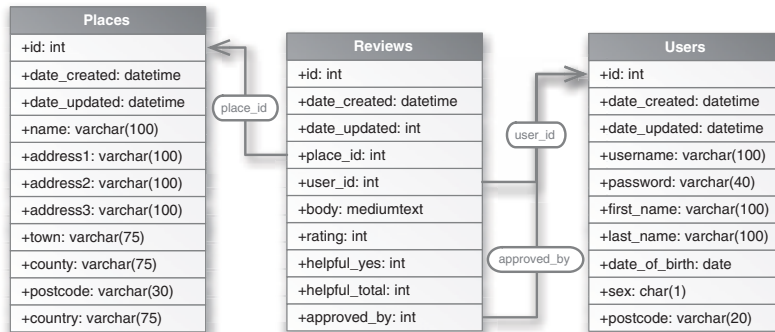 Places
+id: int
+date_created: datetime
+date_updated: datetime
+name: varchar(100)
+address1: varchar(100)
+address2: varchar(100)
+address3: varchar(100)
+town: varchar(75)
+county: varchar(75)
+postcode: varchar(30)
+country: varchar(75)
place_id
Reviews
+id: int
+date_created: datetime
+date_updated: int
+place_id: int
+user_id: int
+body: mediumtext
+rating: int
+helpful_yes: int
+helpful_total: int
+approved_by: int
user_id
approved_by
Users
+id: int
+date_created: datetime
+date_updated: datetime
+username: varchar(100)
+password: varchar(40)
+first_name: varchar(100)
+last_name: varchar(100)
+date_of_birth: date
+sex: char(1)
+postcode: varchar(20)